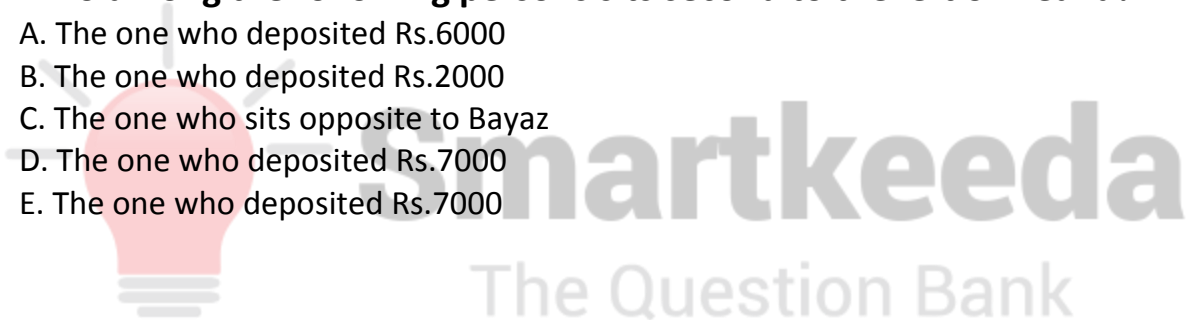 A. The one who deposited Rs.6000
B. The one who deposited Rs.2000
C. The one who sits opposite to Bayaz
D. The one who deposited Rs.7000
E. The one who deposited Rs.7000
Smartkeeda
The Question Bank